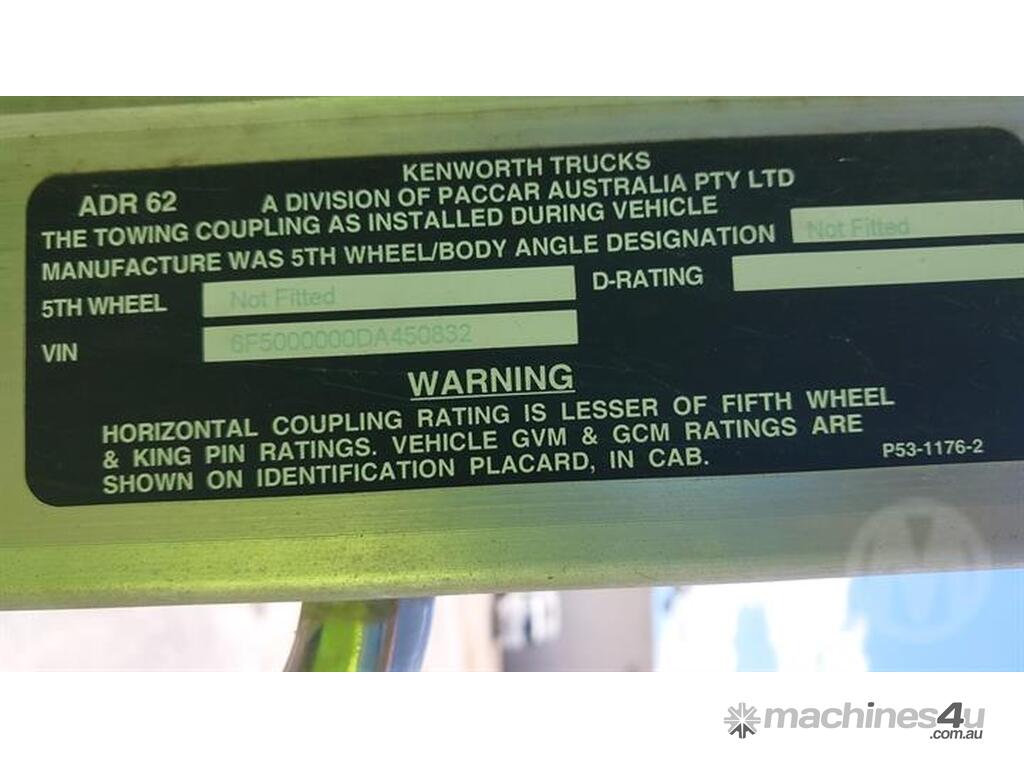 KENWORTH TRUCKS
ADR 62 A DIVISION OF PACCAR AUSTRALIA PTY LTD
THE TOWING COUPLING AS INSTALLED DURING VEHICLE
MANUFACTURE WAS 5TH WHEEL/BODY ANGLE DESIGNATION Not Fitted
5TH WHEEL Not Fitted D-RATING
VIN 6F5000000DA450832
WARNING
HORIZONTAL COUPLING RATING IS LESSER OF FIFTH WHEEL
& KING PIN RATINGS. VEHICLE GVM & GCM RATINGS ARE
SHOWN ON IDENTIFICATION PLACARD, IN CAB. P53-1176-2
machines4u
.com.au